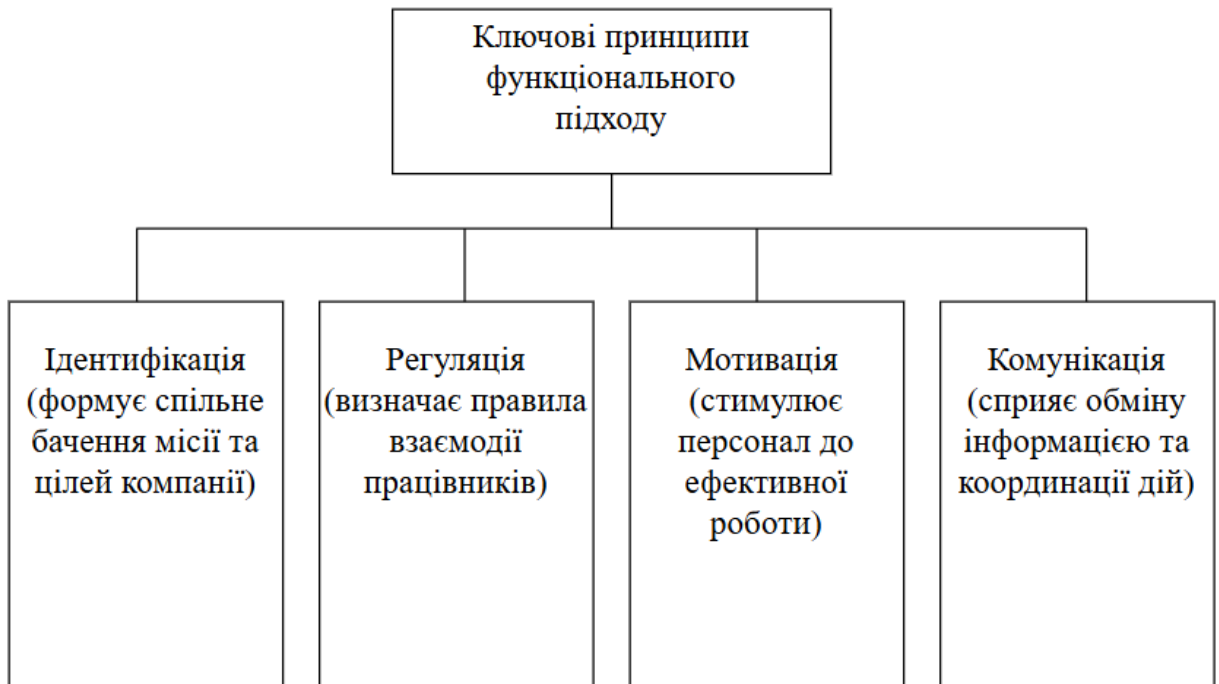 Ключові принципи
функціонального
підходу
Ідентифікація
(формує спільне
бачення місії та
цілей компанії)
Регуляція
(визначає правила
взаємодії
працівників)
Мотивація
(стимулює
персонал до
ефективної
роботи)
Комунікація
(сприяє обміну
інформацією та
координації дій)